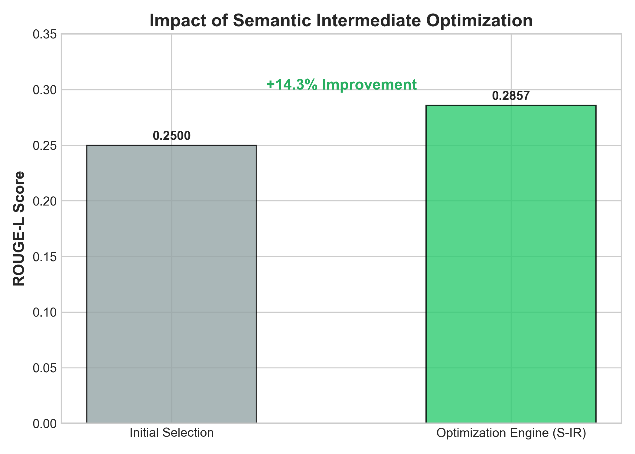 Impact of Semantic Intermediate Optimization
0.35
0.30
0.25
0.20
0.15
0.10
0.05
0.00
ROUGE-L Score
+14.3% Improvement
0.2500
0.2857
Initial Selection
Optimization Engine (S-IR)